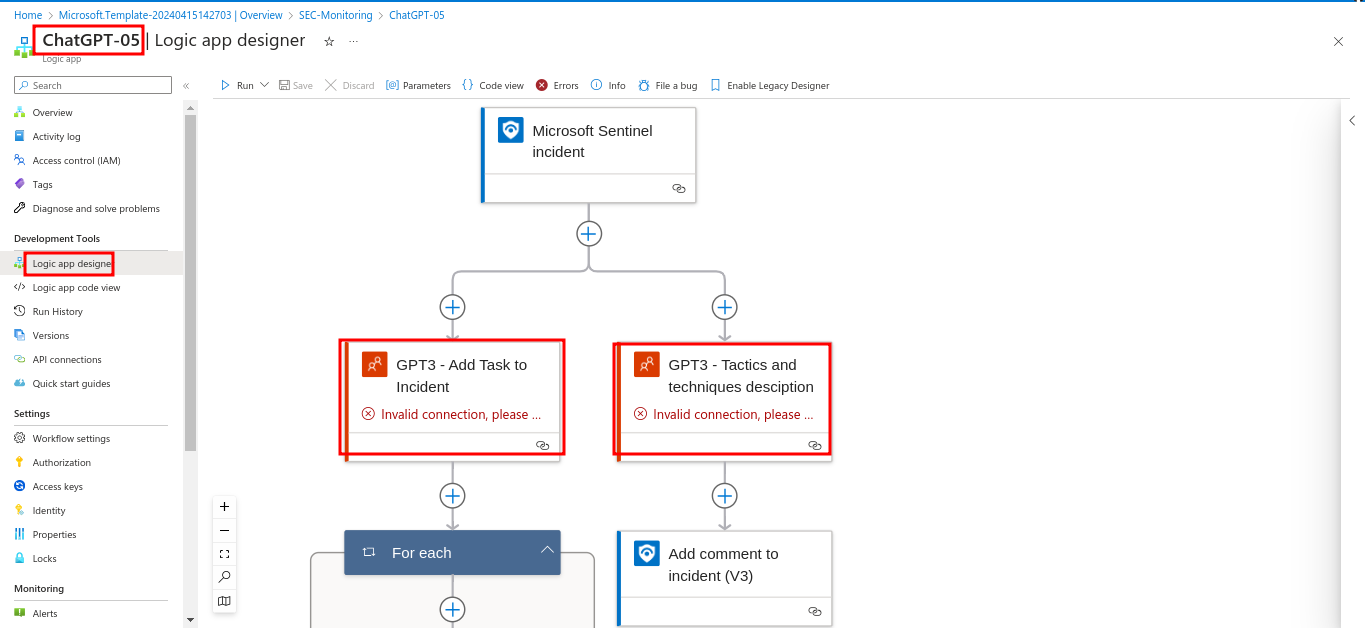 Home > Microsoft.Template-20240415142703 | Overview > SEC-Monitoring > ChatGPT-05
ChatGPT-05 | Logic app designer ☆ ...
Logic app
Search
«
Run
Save
Discard
Parameters
Code view
Errors
Info
File a bug
Enable Legacy Designer
Overview
Activity log
Access control (IAM)
Tags
Diagnose and solve problems
Development Tools
Logic app designe
Logic app code view
Run History
Versions
API connections
Quick start guides
Settings
Workflow settings
Authorization
Access keys
Identity
Properties
Locks
Monitoring
Alerts
Microsoft Sentinel
incident
GPT3 - Add Task to
Incident
Invalid connection, please ...
GPT3 - Tactics and
techniques desciption
Invalid connection, please ...
For each
Add comment to
incident (V3)